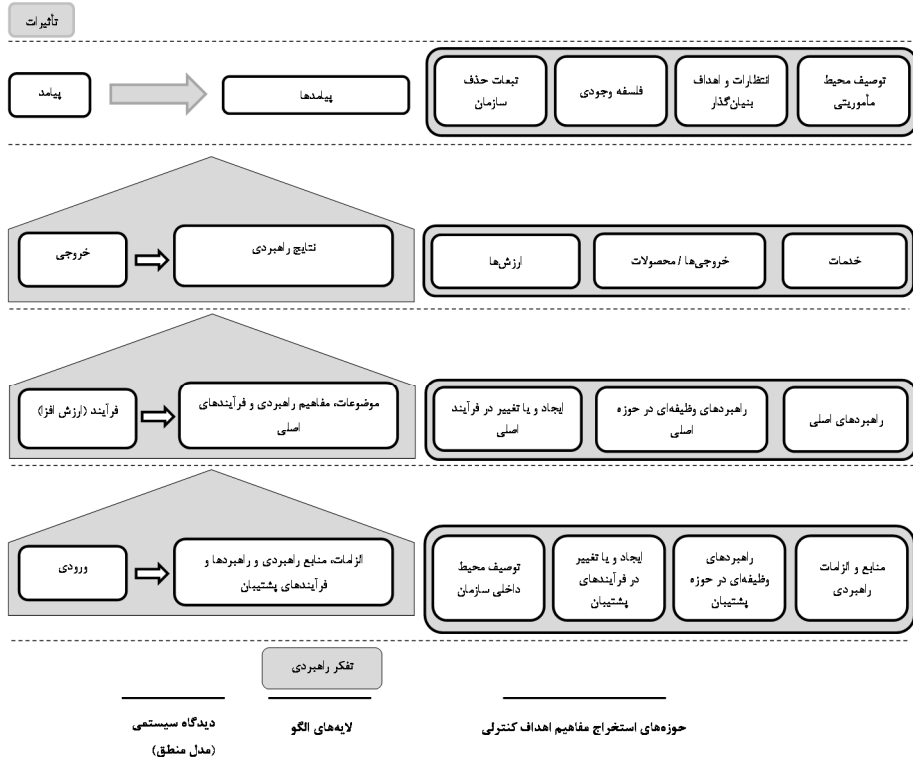 تأثیرات
توصیف محیط
مأموریتی
انتظارات و اهداف
بنیان‌گذار
فلسفه وجودی
تبعات حذف
سازمان
پیامدها
پیامد
خدمات
خروجی‌ها / محصولات
ارزش‌ها
نتایج راهبردی
خروجی
راهبردهای اصلی
راهبردهای وظیفه‌ای در حوزه
اصلی
ایجاد و یا تغییر در فرآیند
اصلی
موضوعات، مفاهیم راهبردی و فرآیندهای
اصلی
فرآیند (ارزش افزا)
منابع و الزامات
راهبردی
راهبردهای
وظیفه‌ای در حوزه
پشتیبان
ایجاد و یا تغییر
در فرآیندهای
پشتیبان
توصیف محیط
داخلی سازمان
الزامات، منابع راهبردی و راهبردها و
فرآیندهای پشتیبان
ورودی
تفکر راهبردی
حوزه‌های استخراج مفاهیم اهداف کنترلی
لایه‌های الگو
دیدگاه سیستمی
(مدل منطق)